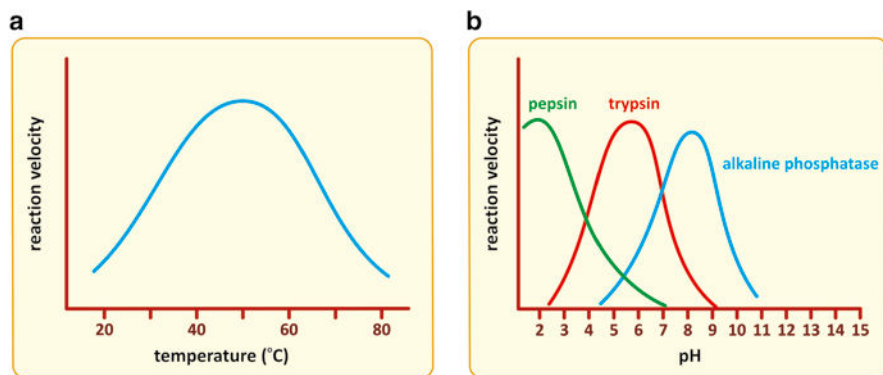 a
reaction velocity
20 40 60 80
temperature (°C)
b
reaction velocity
pepsin trypsin
alkaline phosphatase
2 3 4 5 6 7 8 9 10 11 12 13 14 15
pH